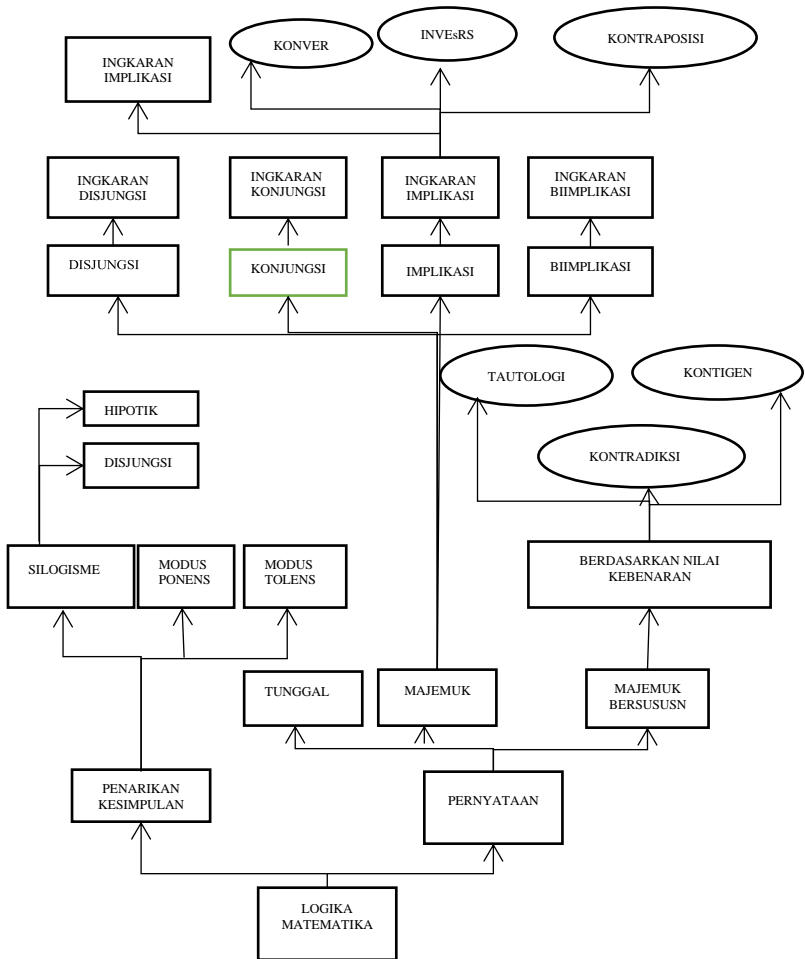 INGKARAN
IMPLIKASI
KONVER
INVEsRS
KONTRAPOSISI
INGKARAN
DISJUNGSI
INGKARAN
KONJUNGSI
INGKARAN
IMPLIKASI
INGKARAN
BIIMPLIKASI
DISJUNGSI
KONJUNGSI
IMPLIKASI
BIIMPLIKASI
TAUTOLOGI
KONTIGEN
HIPOTIK
DISJUNGSI
KONTRADIKSI
SILOGISME
MODUS
PONENS
MODUS
TOLENS
BERDASARKAN NILAI
KEBENARAN
TUNGGAL
MAJEMUK
MAJEMUK
BERSUSUSN
PENARIKAN
KESIMPULAN
PERNYATAAN
LOGIKA
MATEMATIKA